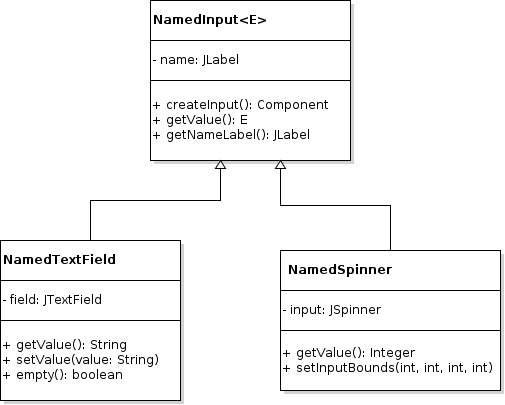 NamedInput<E>
- name: JLabel
+ createInput(): Component
+ getValue(): E
+ getNameLabel(): JLabel
NamedTextField
- field: JTextField
+ getValue(): String
+ setValue(value: String)
+ empty(): boolean
NamedSpinner
- input: JSpinner
+ getValue(): Integer
+ setInputBounds(int, int, int, int)